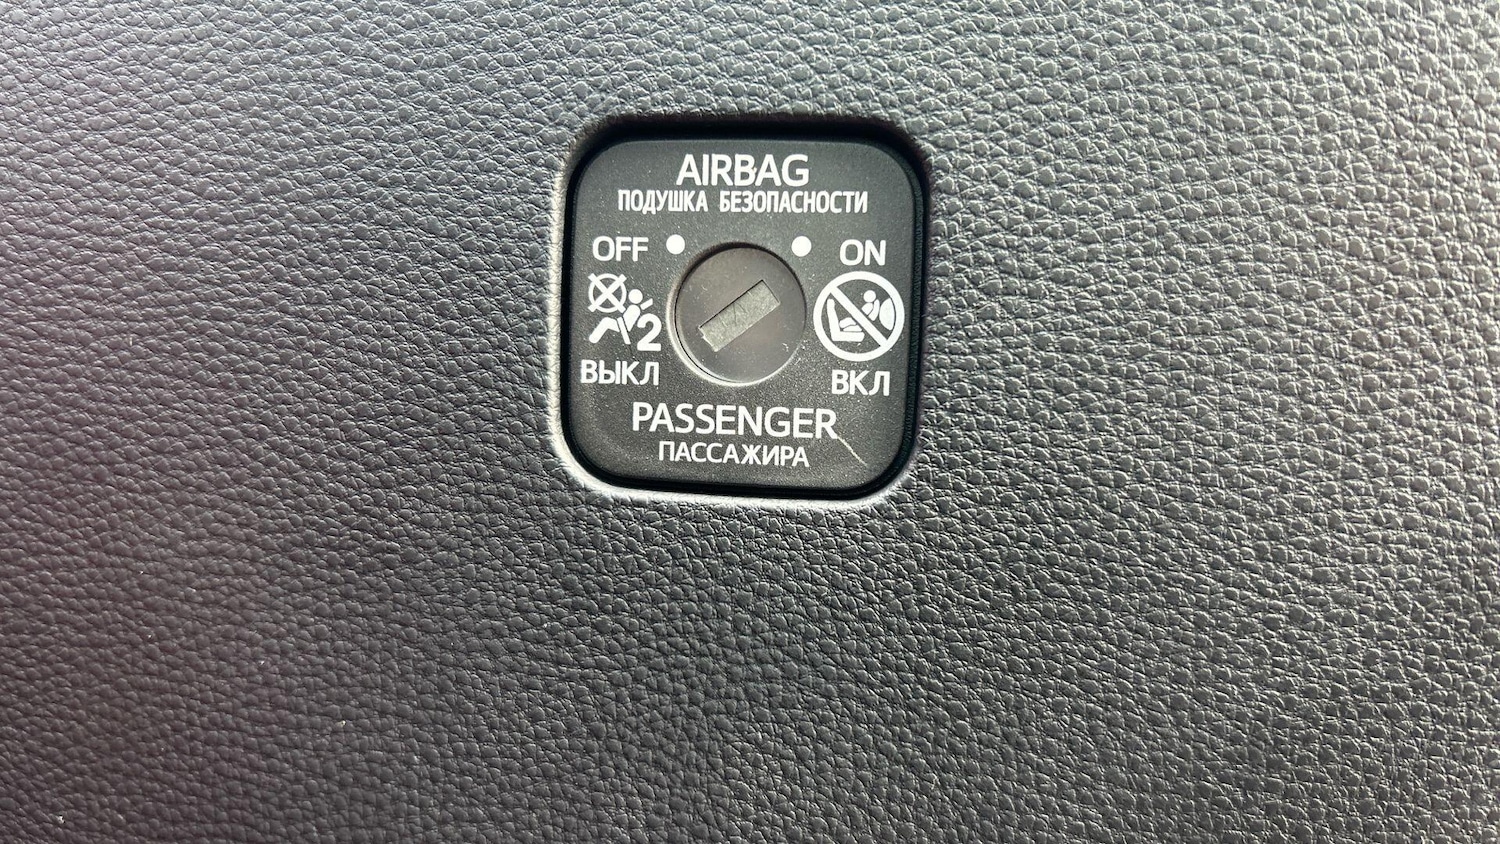 AIRBAG
ПОДУШКА БЕЗОПАСНОСТИ
OFF ON
2
ВЫКЛ ВКЛ
PASSENGER
ПАССАЖИРА